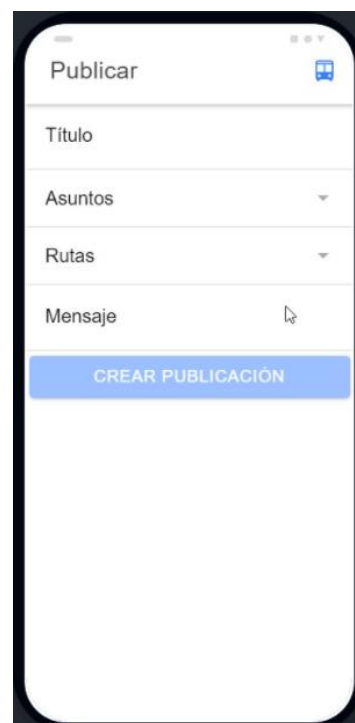 Publicar
Título
Asuntos
Rutas
Mensaje
CREAR PUBLICACIÓN